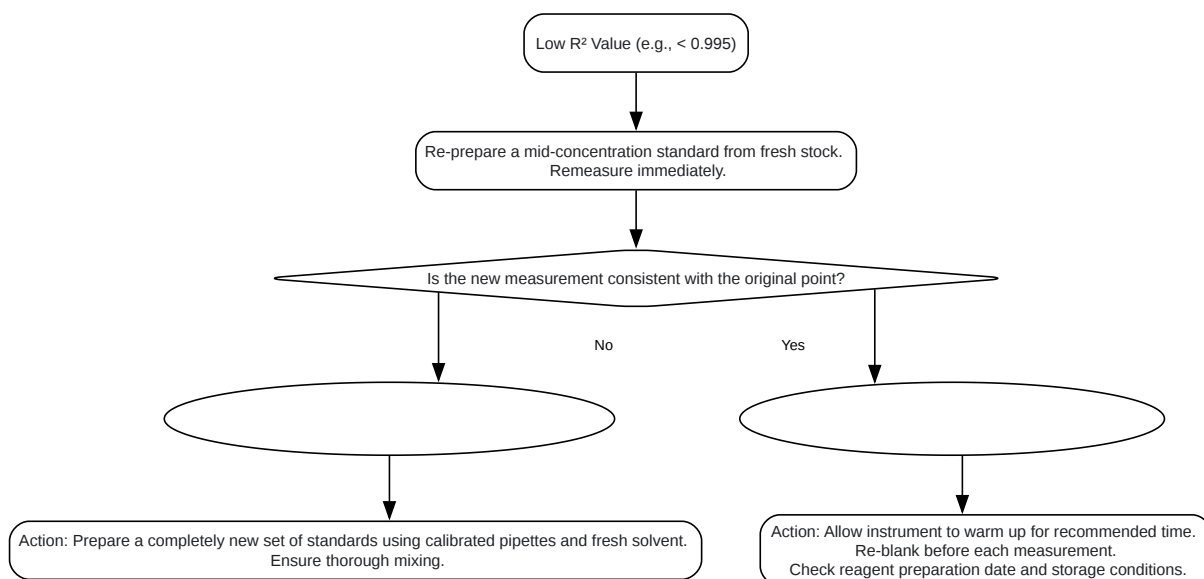 Low R² Value (e.g., < 0.995)
Re-prepare a mid-concentration standard from fresh stock.
Remeasure immediately.
Is the new measurement consistent with the original point?
No
Yes
Action: Prepare a completely new set of standards using calibrated pipettes and fresh solvent.
Ensure thorough mixing.
Action: Allow instrument to warm up for recommended time.
Re-blank before each measurement.
Check reagent preparation date and storage conditions.